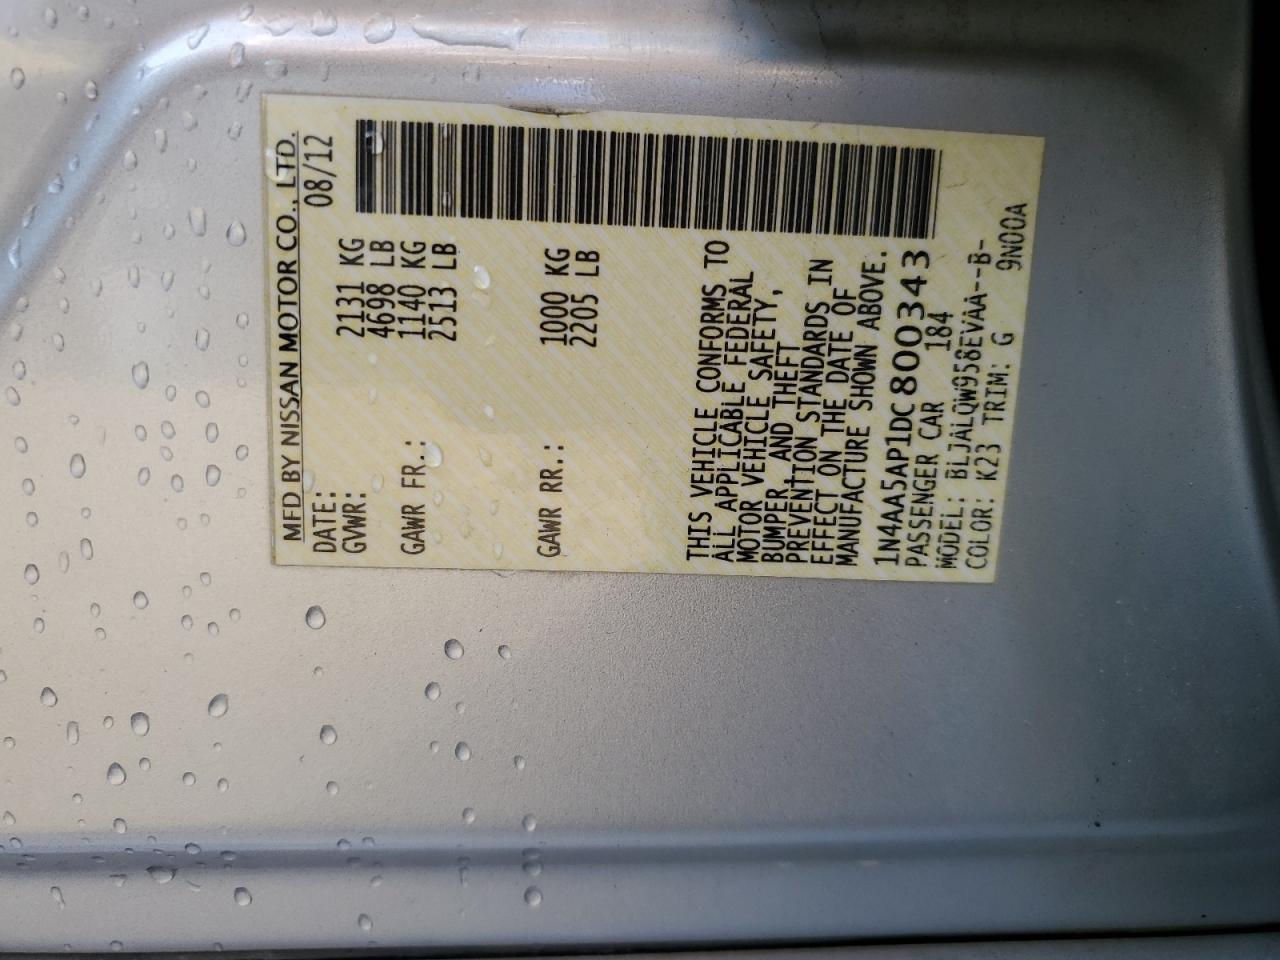 MFD BY NISSAN MOTOR CO., LTD.
DATE: 08/12
GVWR: 2131 KG
4698 LB
GAWR FR.: 1140 KG
2513 LB
GAWR RR.: 1000 KG
2205 LB
THIS VEHICLE CONFORMS TO
ALL APPLICABLE FEDERAL
MOTOR VEHICLE SAFETY,
BUMPER, AND THEFT
PREVENTION STANDARDS IN
EFFECT ON THE DATE OF
MANUFACTURE SHOWN ABOVE.
1N4AA5AP1DC800343
PASSENGER CAR 184
MODEL: BLJALQW958EVAA--B-
COLOR: K23 TRIM: G 9N00A